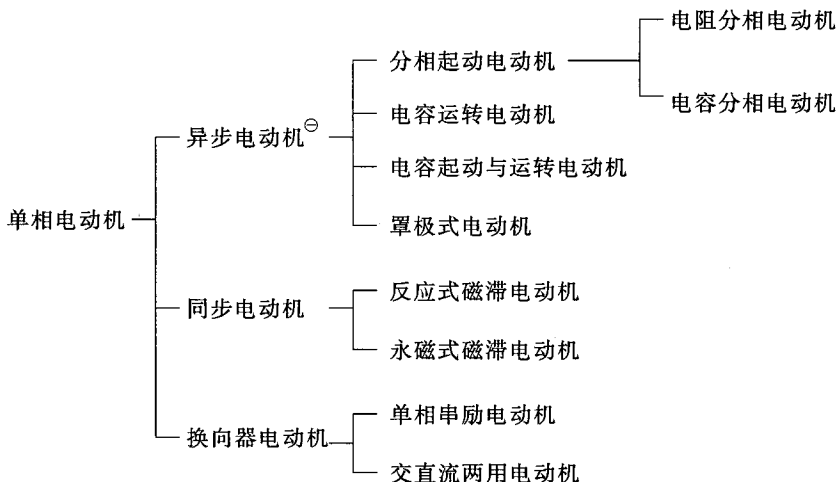 单相电动机
异步电动机⊖
分相起动电动机
电阻分相电动机
电容分相电动机
电容运转电动机
电容起动与运转电动机
罩极式电动机
同步电动机
反应式磁滞电动机
永磁式磁滞电动机
换向器电动机
单相串励电动机
交直流两用电动机